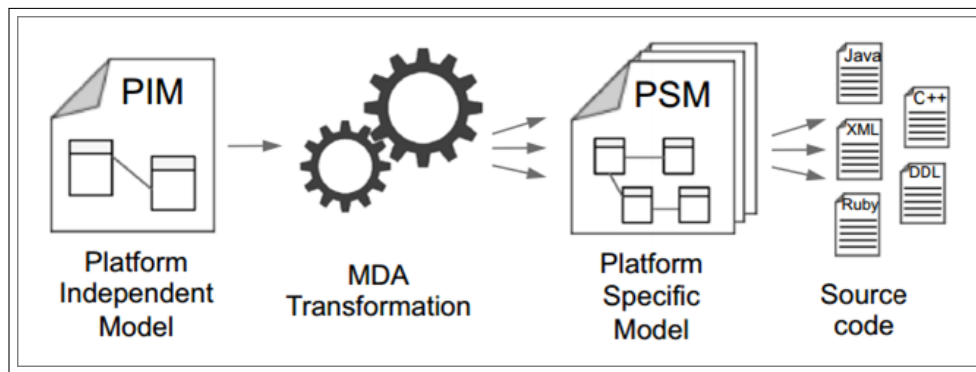 PIM
Platform
Independent
Model
MDA
Transformation
PSM
Platform
Specific
Model
Java
C++
XML
DDL
Ruby
Source
code